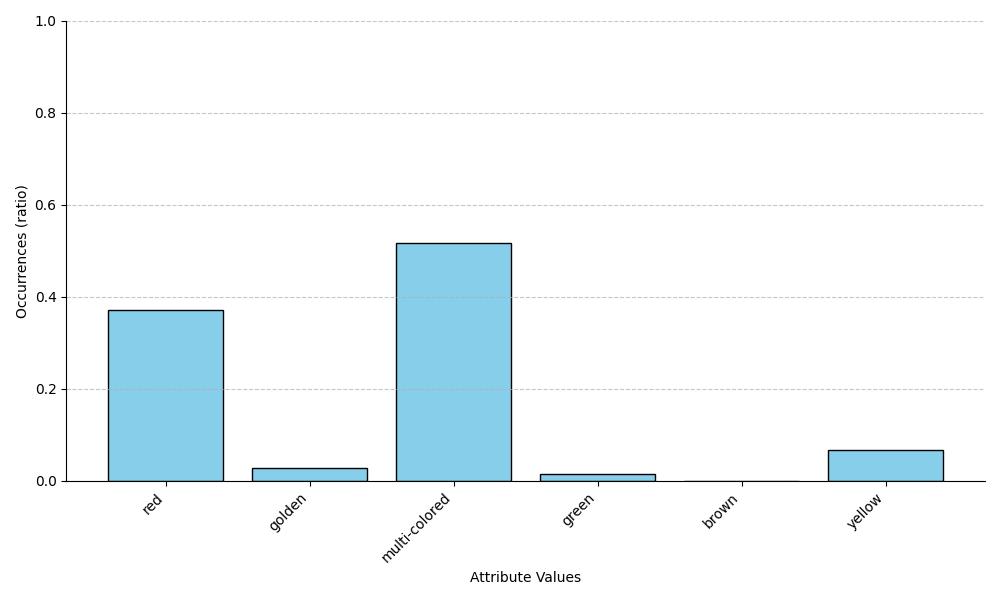 1.0
0.8
0.6
0.4
0.2
0.0
Occurrences (ratio)
red
golden
multi-colored
green
brown
yellow
Attribute Values